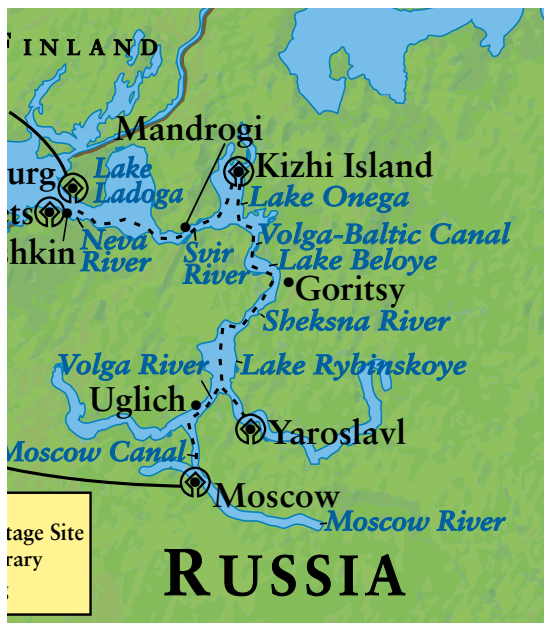 FINLAND
Mandrogi
urg
Lake
Ladoga
Kizhi Island
Lake Onega
ts
hkin
Neva
River
Svir
River
Volga-Baltic Canal
Lake Beloye
Goritsy
Sheksna River
Volga River
Lake Rybinskoye
Uglich
Yaroslavl
Moscow Canal
Moscow
Moscow River
tage Site
rary
RUSSIA